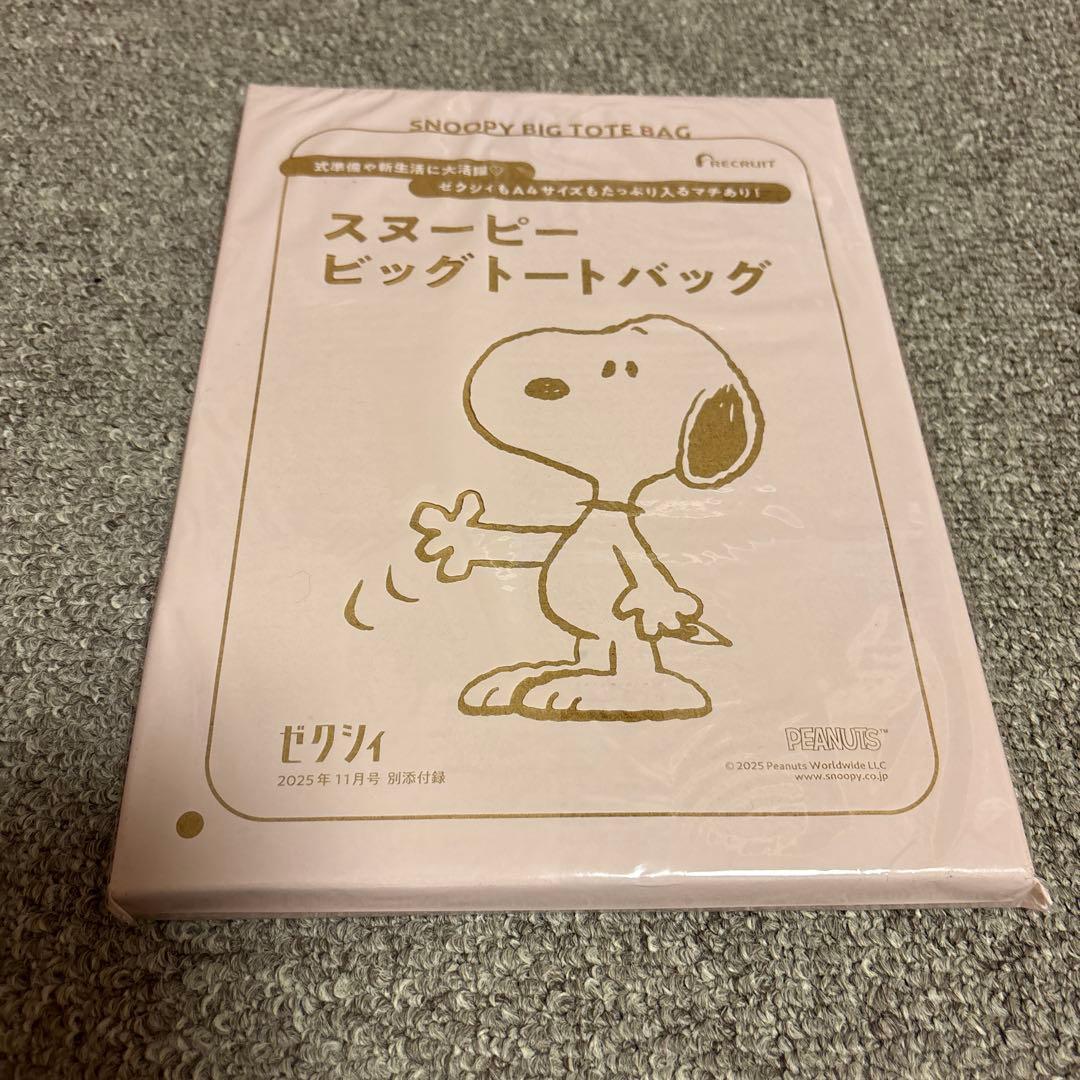 SNOOPY BIG TOTE BAG
RECRUIT
式準備や新生活に大活躍♡
ゼクシィもA4サイズもたっぷり入るマチあり!
スヌーピー
ビッグトートバッグ
ゼクシィ
2025年11月号 別添付録
PEANUTS™
© 2025 Peanuts Worldwide LLC
www.snoopy.co.jp